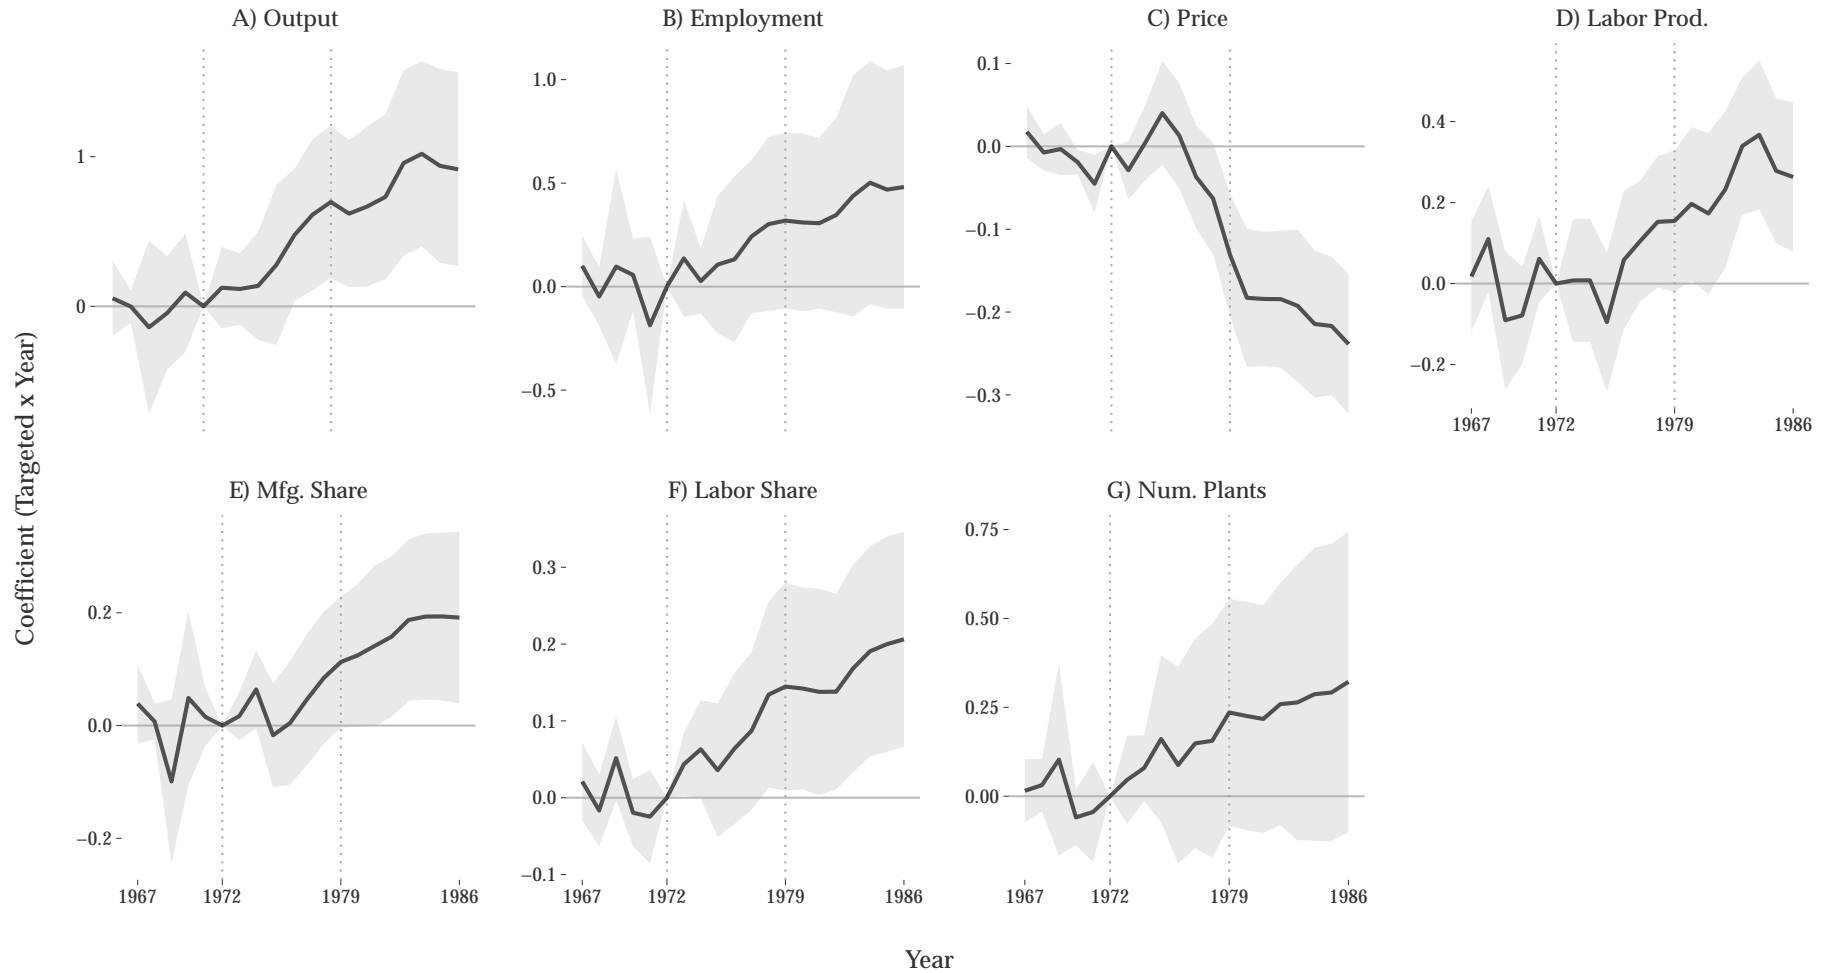 A) Output
B) Employment
C) Price
D) Labor Prod.
1
0
1.0
0.5
0.0
−0.5
0.1
0.0
−0.1
−0.2
−0.3
0.4
0.2
0.0
−0.2
1967 1972 1979 1986
Coefficient (Targeted x Year)
E) Mfg. Share
F) Labor Share
G) Num. Plants
0.2
0.0
−0.2
1967 1972 1979 1986
0.3
0.2
0.1
0.0
−0.1
1967 1972 1979 1986
0.75
0.50
0.25
0.00
1967 1972 1979 1986
Year